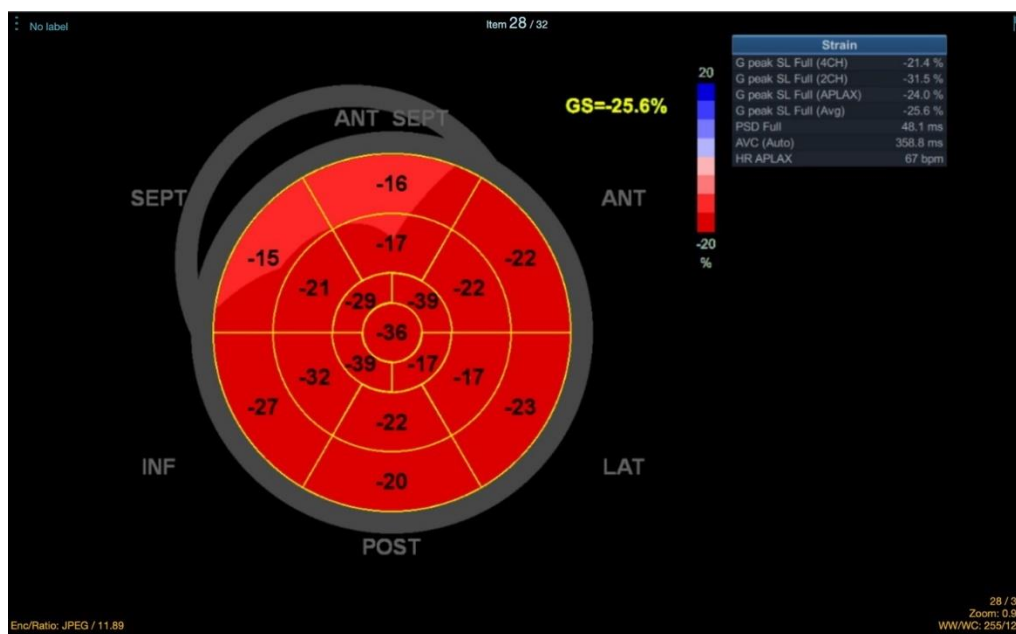 No label
Item 28 / 32
Strain
G peak SL Full (4CH) -21.4 %
G peak SL Full (2CH) -31.5 %
G peak SL Full (APLAX) -24.0 %
G peak SL Full (Avg) -25.6 %
PSD Full 48.1 ms
AVC (Auto) 358.8 ms
HR APLAX 67 bpm
20
GS=-25.6%
ANT SEPT
-16
SEPT
ANT
-17
-15
-22
-21
-22
-20
%
-29
-39
-36
-39
-17
-32
-17
-27
-23
-22
-20
INF
LAT
POST
28 / 3
Zoom: 0.9
Enc/Ratio: JPEG / 11.89
WW/WC: 255/12